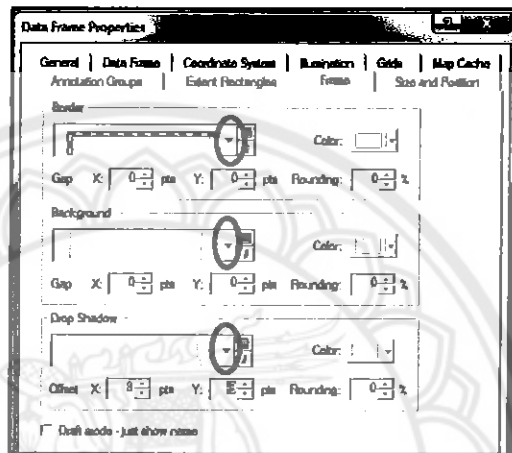 Data Frame Properties
General | Data Frame | Coordinate System | Illumination | Grids | Map Cache
Annotation Groups | Extent Rectangles | Frame | Size and Position
Border
Color:
Gap X: 0 pts Y: 0 pts Rounding: 0 %
Background
Color:
Gap X: 0 pts Y: 0 pts Rounding: 0 %
Drop Shadow
Color:
Offset X: pts Y: pts Rounding: 0 %
Draft mode - just show name